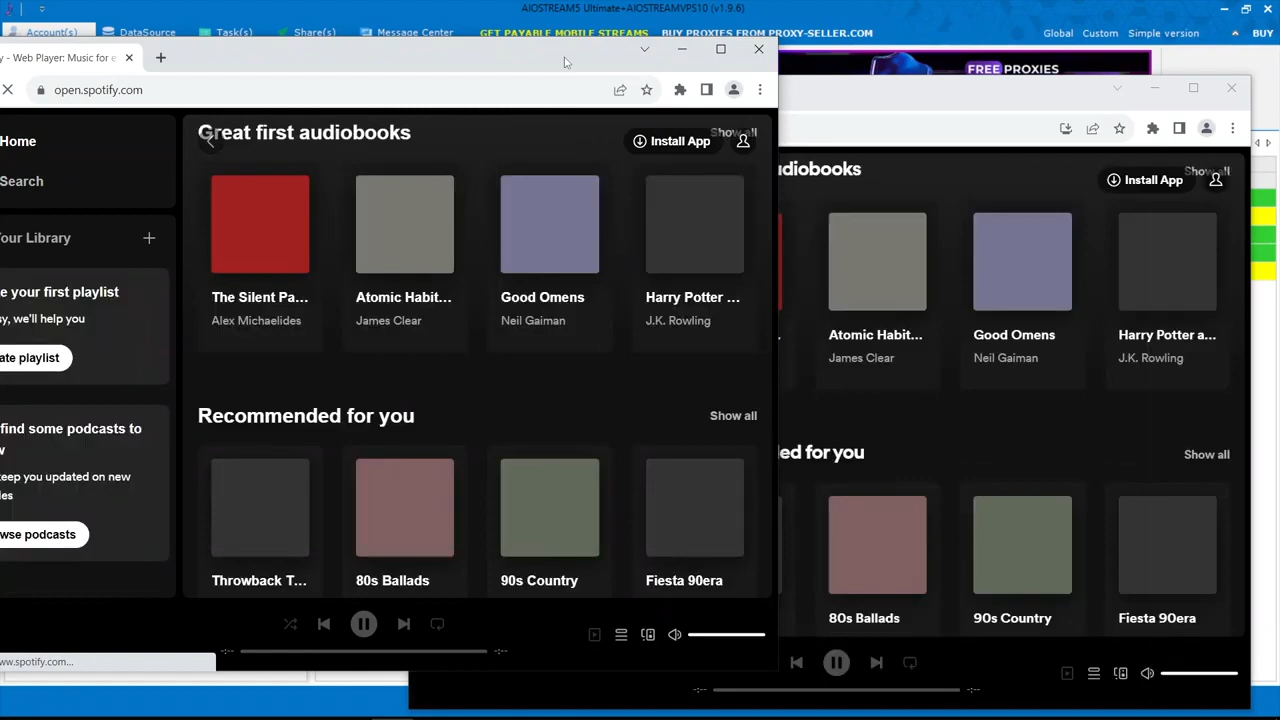 AIOSTREAM5 Ultimate+AIOSTREAMVPS10 (v1.9.6)
Account(s) DataSource Task(s) Share(s) Message Center GET PAYABLE MOBILE STREAMS BUY PROXIES FROM PROXY-SELLER.COM Global Custom Simple version BUY
y - Web Player: Music for e
FREE PROXIES
open.spotify.com
Home
Search
Your Library
te your first playlist
sy, we'll help you
ate playlist
find some podcasts to
w
keep you updated on new
des
wse podcasts
ww.spotify.com...
Great first audiobooks
Show all
Install App
The Silent Pa...
Alex Michaelides
Atomic Habit...
James Clear
Good Omens
Neil Gaiman
Harry Potter ...
J.K. Rowling
Recommended for you
Show all
Throwback T...
80s Ballads
90s Country
Fiesta 90era
-:--
-:--
udiobooks
Show all
Install App
Atomic Habit...
James Clear
Good Omens
Neil Gaiman
Harry Potter a...
J.K. Rowling
ed for you
Show all
80s Ballads
90s Country
Fiesta 90era
-:--
-:--